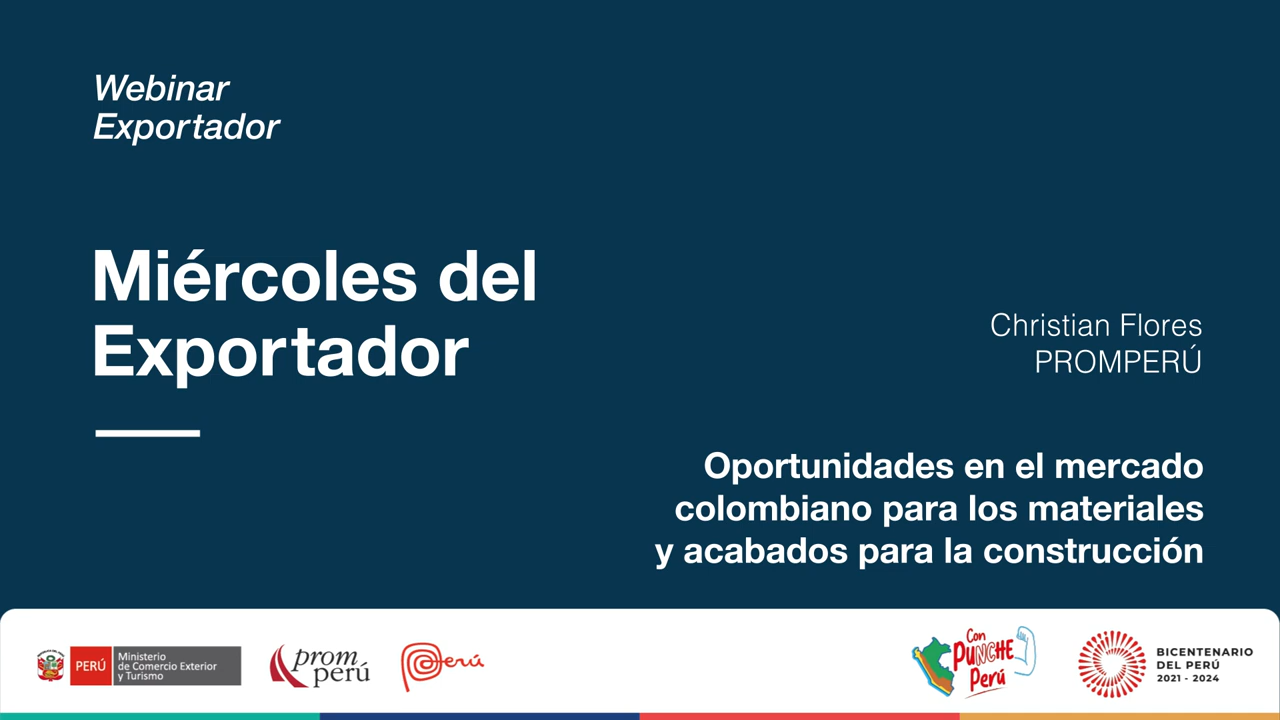 Webinar
Exportador
Miércoles del
Exportador
Christian Flores
PROMPERÚ
Oportunidades en el mercado
colombiano para los materiales
y acabados para la construcción
PERÚ
Ministerio
de Comercio Exterior
y Turismo
prom
perú
Perú
Con
PUNCHE
Perú
BICENTENARIO
DEL PERÚ
2021 - 2024